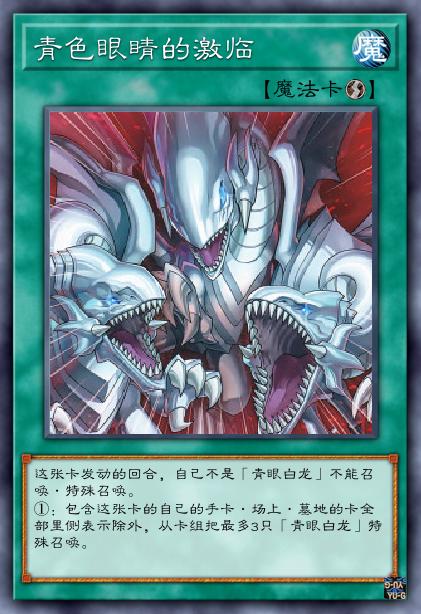 青色眼睛的激临
魔
【魔法卡】
这张卡发动的回合，自己不是「青眼白龙」不能召
唤·特殊召唤。
①：包含这张卡的自己的手卡·场上·墓地的卡全
部里侧表示除外，从卡组把最多3只「青眼白龙」特
殊召唤。
YU-G